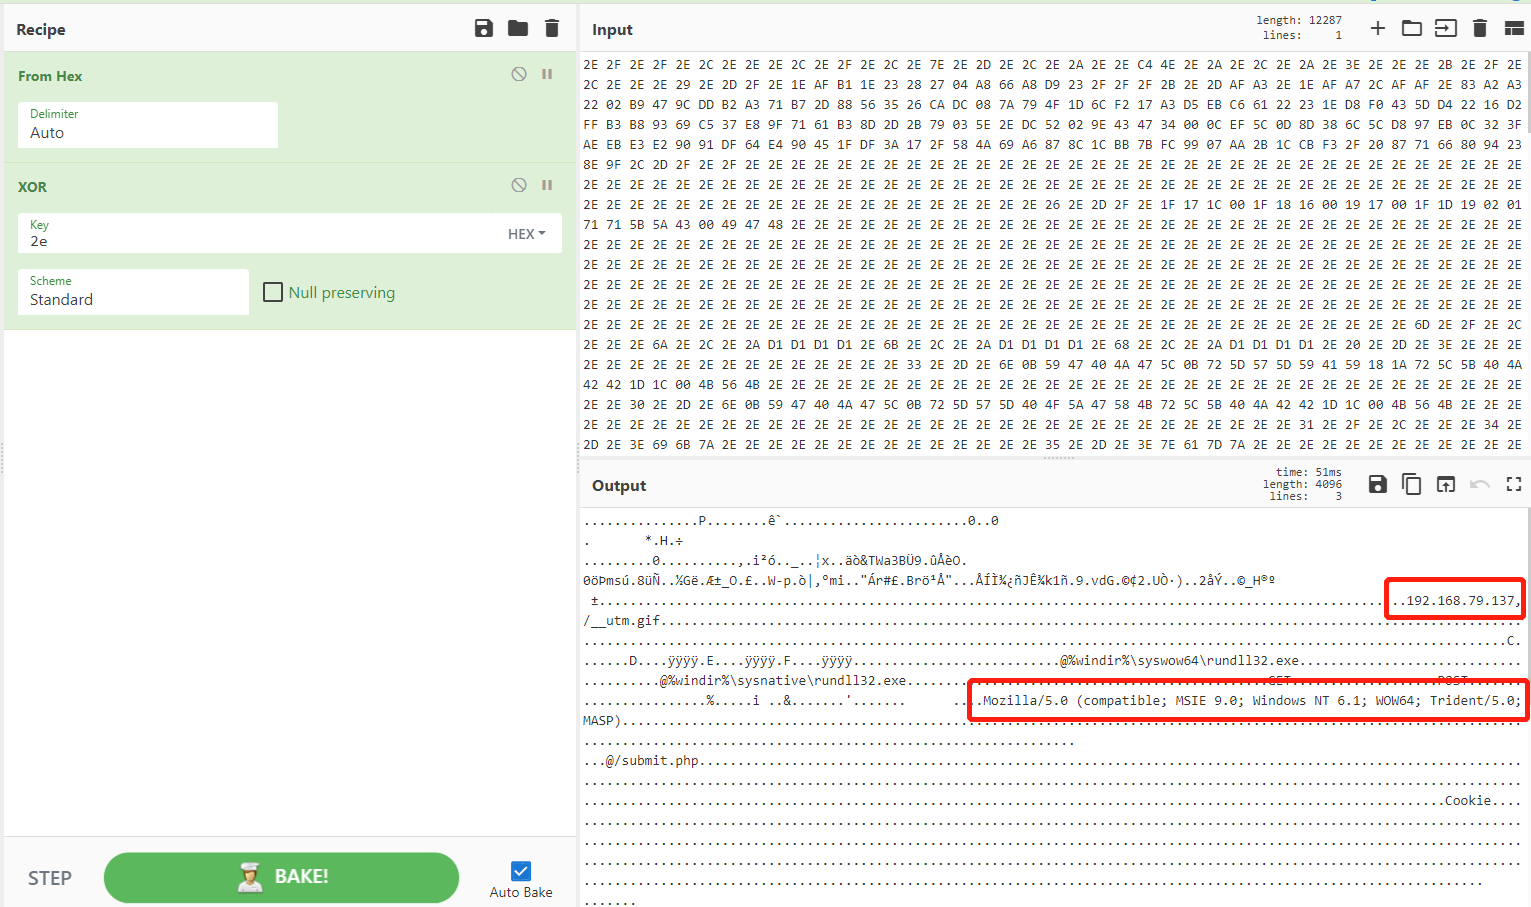 Recipe
From Hex
Delimiter
Auto
XOR
Key
2e
HEX
Scheme
Standard
Null preserving
STEP
BAKE!
Auto Bake
Input
length: 12287
lines: 1
2E 2F 2E 2F 2E 2C 2E 2E 2E 2C 2E 2F 2E 2C 2E 7E 2E 2D 2E 2C 2E 2A 2E 2E C4 4E 2E 2A 2E 2C 2E 2A 2E 3E 2E 2E 2E 2B 2E 2F 2E
2C 2E 2E 2E 29 2E 2D 2F 2E 1E AF B1 1E 23 28 27 04 A8 66 A8 D9 23 2F 2F 2F 2B 2E 2D AF A3 2E 1E AF A7 2C AF AF 2E 83 A2 A3
22 02 B9 47 9C DD B2 A3 71 B7 2D 88 56 35 26 CA DC 08 7A 79 4F 1D 6C F2 17 A3 D5 EB C6 61 22 23 1E D8 F0 43 5D D4 22 16 D2
FF B3 B8 93 69 C5 37 E8 9F 71 61 B3 8D 2D 2B 79 03 5E 2E DC 52 02 9E 43 47 34 00 0C EF 5C 0D 8D 38 6C 5C D8 97 EB 0C 32 3F
AE EB E3 E2 90 91 DF 64 E4 90 45 1F DF 3A 17 2F 58 4A 69 A6 87 8C 1C BB 7B FC 99 07 AA 2B 1C CB F3 2F 20 87 71 66 80 94 23
8E 9F 2C 2D 2F 2E 2F 2E 2E 2E 2E 2E 2E 2E 2E 2E 2E 2E 2E 2E 2E 2E 2E 2E 2E 2E 2E 2E 2E 2E 2E 2E 2E 2E 2E 2E 2E 2E 2E 2E 2E
2E 2E 2E 2E 2E 2E 2E 2E 2E 2E 2E 2E 2E 2E 2E 2E 2E 2E 2E 2E 2E 2E 2E 2E 2E 2E 2E 2E 2E 2E 2E 2E 2E 2E 2E 2E 2E 2E 2E 2E 2E
2E 2E 2E 2E 2E 2E 2E 2E 2E 2E 2E 2E 2E 2E 2E 2E 2E 2E 2E 2E 26 2E 2D 2F 2E 1F 17 1C 00 1F 18 16 00 19 17 00 1F 1D 19 02 01
71 71 5B 5A 43 00 49 47 48 2E 2E 2E 2E 2E 2E 2E 2E 2E 2E 2E 2E 2E 2E 2E 2E 2E 2E 2E 2E 2E 2E 2E 2E 2E 2E 2E 2E 2E 2E 2E 2E
2E 2E 2E 2E 2E 2E 2E 2E 2E 2E 2E 2E 2E 2E 2E 2E 2E 2E 2E 2E 2E 2E 2E 2E 2E 2E 2E 2E 2E 2E 2E 2E 2E 2E 2E 2E 2E 2E 2E 2E 2E
2E 2E 2E 2E 2E 2E 2E 2E 2E 2E 2E 2E 2E 2E 2E 2E 2E 2E 2E 2E 2E 2E 2E 2E 2E 2E 2E 2E 2E 2E 2E 2E 2E 2E 2E 2E 2E 2E 2E 2E 2E
2E 2E 2E 2E 2E 2E 2E 2E 2E 2E 2E 2E 2E 2E 2E 2E 2E 2E 2E 2E 2E 2E 2E 2E 2E 2E 2E 2E 2E 2E 2E 2E 2E 2E 2E 2E 2E 2E 2E 2E 2E
2E 2E 2E 2E 2E 2E 2E 2E 2E 2E 2E 2E 2E 2E 2E 2E 2E 2E 2E 2E 2E 2E 2E 2E 2E 2E 2E 2E 2E 2E 2E 2E 2E 2E 2E 2E 2E 2E 2E 2E 2E
2E 2E 2E 2E 2E 2E 2E 2E 2E 2E 2E 2E 2E 2E 2E 2E 2E 2E 2E 2E 2E 2E 2E 2E 2E 2E 2E 2E 2E 2E 2E 2E 2E 2E 2E 2E 6D 2E 2F 2E 2C
2E 2E 2E 6A 2E 2C 2E 2A D1 D1 D1 D1 2E 6B 2E 2C 2E 2A D1 D1 D1 D1 2E 68 2E 2C 2E 2A D1 D1 D1 D1 2E 20 2E 2D 2E 3E 2E 2E 2E
2E 2E 2E 2E 2E 2E 2E 2E 2E 2E 2E 2E 2E 33 2E 2D 2E 6E 0B 59 47 40 4A 47 5C 0B 72 5D 57 5D 59 41 59 18 1A 72 5C 5B 40 4A
42 42 1D 1C 00 4B 56 4B 2E 2E 2E 2E 2E 2E 2E 2E 2E 2E 2E 2E 2E 2E 2E 2E 2E 2E 2E 2E 2E 2E 2E 2E 2E 2E 2E 2E 2E 2E 2E 2E 2E
2E 2E 30 2E 2D 2E 6E 0B 59 47 40 4A 47 5C 0B 72 5D 57 5D 40 4F 5A 47 58 4B 72 5C 5B 40 4A 42 42 1D 1C 00 4B 56 4B 2E 2E 2E
2E 2E 2E 2E 2E 2E 2E 2E 2E 2E 2E 2E 2E 2E 2E 2E 2E 2E 2E 2E 2E 2E 2E 2E 2E 2E 2E 2E 2E 2E 2E 31 2E 2F 2E 2C 2E 2E 2E 34 2E
2D 2E 3E 69 6B 7A 2E 2E 2E 2E 2E 2E 2E 2E 2E 2E 2E 2E 2E 2E 35 2E 2D 2E 3E 7E 61 7D 7A 2E 2E 2E 2E 2E 2E 2E 2E 2E 2E 2E 2E
Output
time: 51ms
length: 4096
lines: 3
...............P........ê`........................0..0
. *.H.÷
.........0..........,.i²ó.._..¦x..äò&TWa3BÜ9.ûÅèO.
0öÞmsú.8üÑ..½Gë.Æ±_O.£..W-p.ò|,°mi.."Ár#£.Brö¹Å"...ÅÍÌ¾¿ñJÊ¾k1ñ.9.vdG.©¢2.UÒ·)..2åÝ..©_H®º
±..........192.168.79.137,
/__utm.gif..........
..........C.
......D....ÿÿÿÿ.E....ÿÿÿÿ.F....ÿÿÿÿ..........@%windir%\syswow64\rundll32.exe..........
..........@%windir%\sysnative\rundll32.exe..........GET..........POST.......
................%.....i ..&.......'....... ....Mozilla/5.0 (compatible; MSIE 9.0; Windows NT 6.1; WOW64; Trident/5.0;
MASP)..........
...@/submit.php..........
..........Cookie....